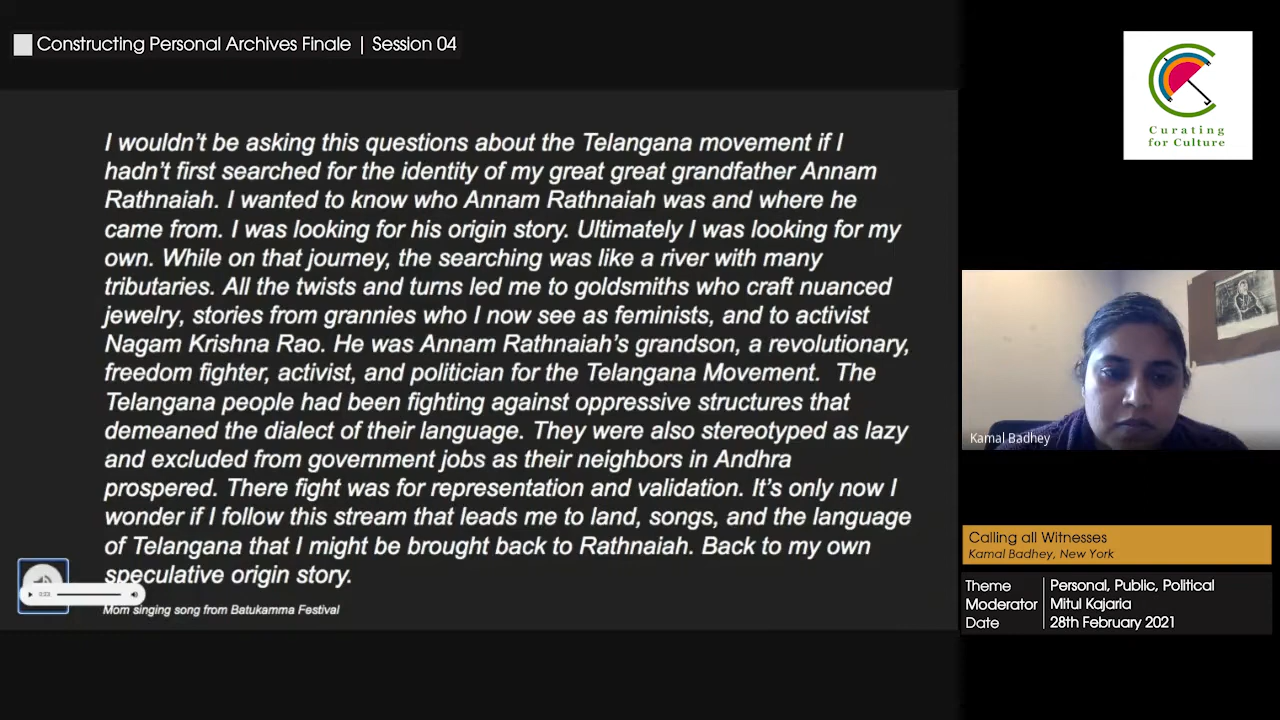 Constructing Personal Archives Finale | Session 04
I wouldn't be asking this questions about the Telangana movement if I
hadn't first searched for the identity of my great great grandfather Annam
Rathnaiah. I wanted to know who Annam Rathnaiah was and where he
came from. I was looking for his origin story. Ultimately I was looking for my
own. While on that journey, the searching was like a river with many
tributaries. All the twists and turns led me to goldsmiths who craft nuanced
jewelry, stories from grannies who I now see as feminists, and to activist
Nagam Krishna Rao. He was Annam Rathnaiah's grandson, a revolutionary,
freedom fighter, activist, and politician for the Telangana Movement. The
Telangana people had been fighting against oppressive structures that
demeaned the dialect of their language. They were also stereotyped as lazy
and excluded from government jobs as their neighbors in Andhra
prospered. There fight was for representation and validation. It's only now I
wonder if I follow this stream that leads me to land, songs, and the language
of Telangana that I might be brought back to Rathnaiah. Back to my own
speculative origin story.
Mom singing song from Batukamma Festival
Curating
for Culture
Kamal Badhey
Calling all Witnesses
Kamal Badhey, New York
Theme Personal, Public, Political
Moderator Mitul Kajaria
Date 28th February 2021